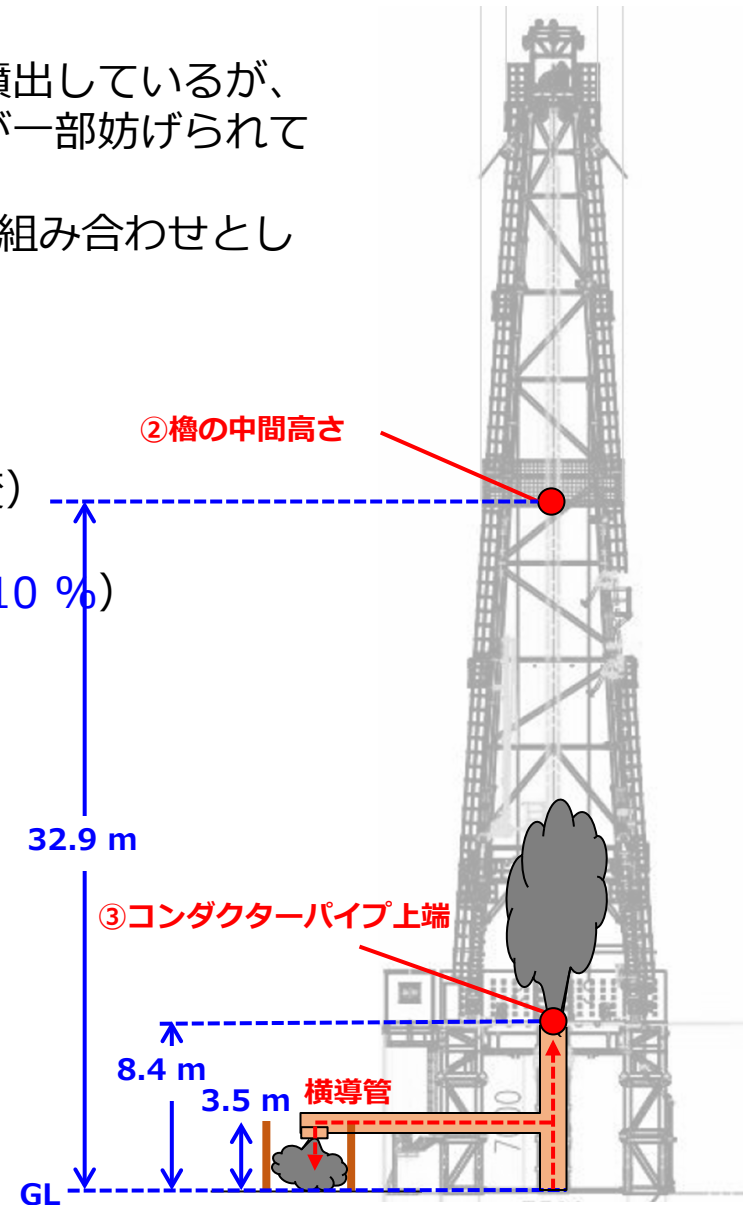 噴出しているが、
が一部妨げられて
組み合わせとし
②櫓の中間高さ
)
10 %)
32.9 m
③コンダクターパイプ上端
8.4 m
横導管
3.5 m
7000
GL